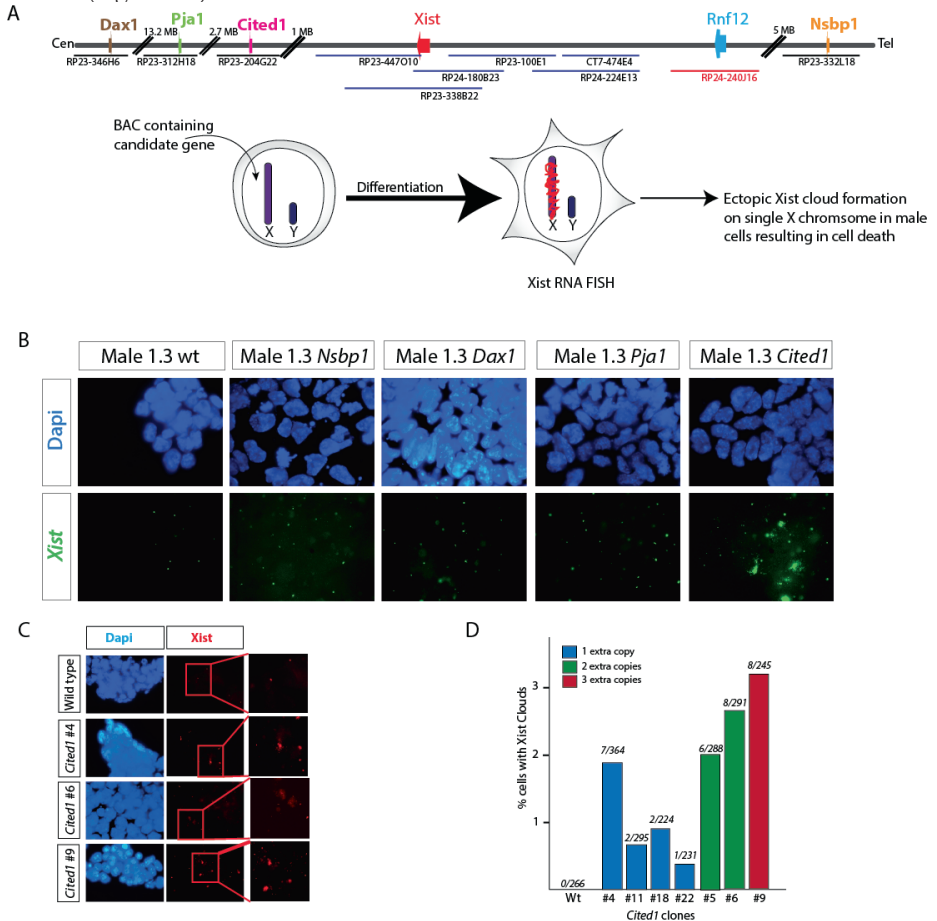 A
Dax1
13.2 MB
Pja1
2.7 MB
Cited1
1 MB
Xist
Rnf12
5 MB
Nsbp1
Cen
Tel
RP23-346H6
RP23-312H18
RP23-204G22
RP23-447O10
RP23-100E1
CT7-474E4
RP23-332L18
RP24-180B23
RP24-224E13
RP24-240J16
RP23-338B22
BAC containing
candidate gene
Differentiation
X
Y
X
Y
Ectopic Xist cloud formation
on single X chromsome in male
cells resulting in cell death
Xist RNA FISH
B
Male 1.3 wt
Male 1.3 Nsbp1
Male 1.3 Dax1
Male 1.3 Pja1
Male 1.3 Cited1
Dapi
Xist
C
Dapi
Xist
Wild type
Cited1 #4
Cited1 #6
Cited1 #9
D
1 extra copy
2 extra copies
3 extra copies
% cells with Xist Clouds
3
2
1
0/266
7/364
2/295
2/224
1/231
6/288
8/291
8/245
Wt
#4
#11
#18
#22
#5
#6
#9
Cited1 clones